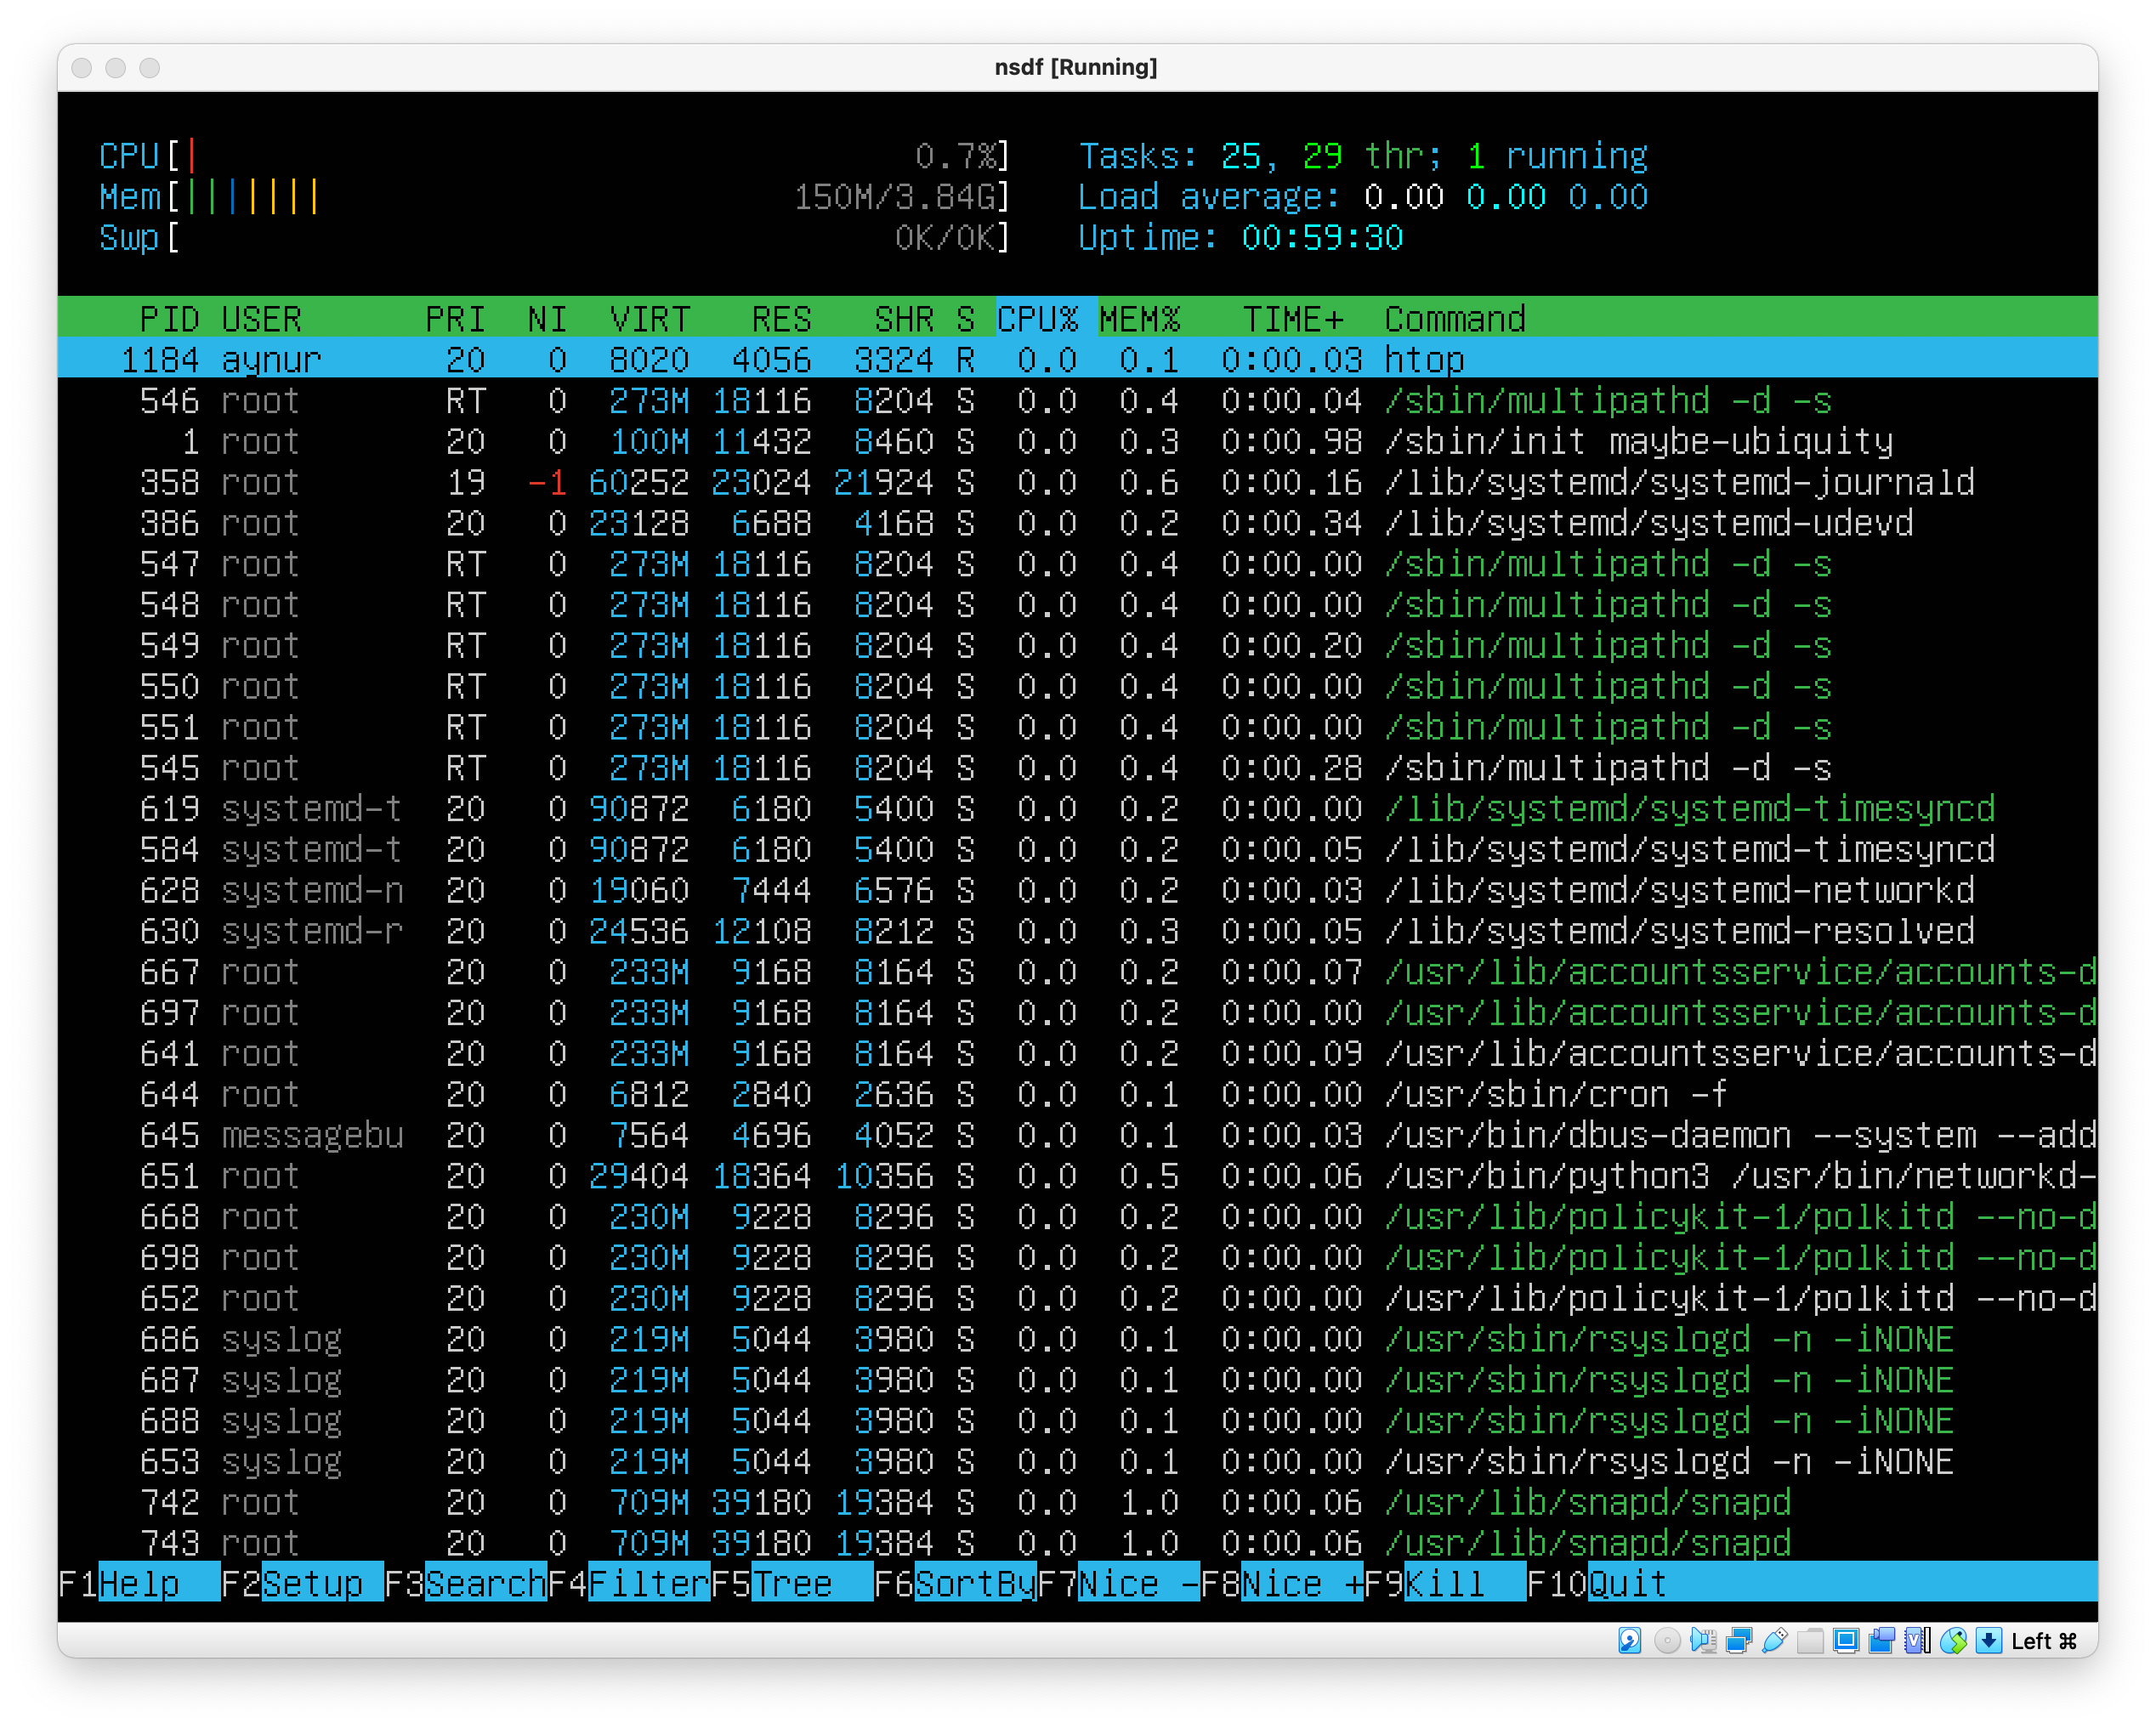 nsdf [Running]
CPU[| 0.7%] Tasks: 25, 29 thr; 1 running
Mem[||||||| 150M/3.84G] Load average: 0.00 0.00 0.00
Swp[ 0K/0K] Uptime: 00:59:30
PID USER PRI NI VIRT RES SHR S CPU% MEM% TIME+ Command
1184 aynur 20 0 8020 4056 3324 R 0.0 0.1 0:00.03 htop
546 root RT 0 273M 18116 8204 S 0.0 0.4 0:00.04 /sbin/multipathd -d -s
1 root 20 0 100M 11432 8460 S 0.0 0.3 0:00.98 /sbin/init maybe-ubiquity
358 root 19 -1 60252 23024 21924 S 0.0 0.6 0:00.16 /lib/systemd/systemd-journald
386 root 20 0 23128 6688 4168 S 0.0 0.2 0:00.34 /lib/systemd/systemd-udevd
547 root RT 0 273M 18116 8204 S 0.0 0.4 0:00.00 /sbin/multipathd -d -s
548 root RT 0 273M 18116 8204 S 0.0 0.4 0:00.00 /sbin/multipathd -d -s
549 root RT 0 273M 18116 8204 S 0.0 0.4 0:00.20 /sbin/multipathd -d -s
550 root RT 0 273M 18116 8204 S 0.0 0.4 0:00.00 /sbin/multipathd -d -s
551 root RT 0 273M 18116 8204 S 0.0 0.4 0:00.00 /sbin/multipathd -d -s
545 root RT 0 273M 18116 8204 S 0.0 0.4 0:00.28 /sbin/multipathd -d -s
619 systemd-t 20 0 90872 6180 5400 S 0.0 0.2 0:00.00 /lib/systemd/systemd-timesyncd
584 systemd-t 20 0 90872 6180 5400 S 0.0 0.2 0:00.05 /lib/systemd/systemd-timesyncd
628 systemd-n 20 0 19060 7444 6576 S 0.0 0.2 0:00.03 /lib/systemd/systemd-networkd
630 systemd-r 20 0 24536 12108 8212 S 0.0 0.3 0:00.05 /lib/systemd/systemd-resolved
667 root 20 0 233M 9168 8164 S 0.0 0.2 0:00.07 /usr/lib/accountsservice/accounts-d
697 root 20 0 233M 9168 8164 S 0.0 0.2 0:00.00 /usr/lib/accountsservice/accounts-d
641 root 20 0 233M 9168 8164 S 0.0 0.2 0:00.09 /usr/lib/accountsservice/accounts-d
644 root 20 0 6812 2840 2636 S 0.0 0.1 0:00.00 /usr/sbin/cron -f
645 messagebu 20 0 7564 4696 4052 S 0.0 0.1 0:00.03 /usr/bin/dbus-daemon --system --add
651 root 20 0 29404 18364 10356 S 0.0 0.5 0:00.06 /usr/bin/python3 /usr/bin/networkd-
668 root 20 0 230M 9228 8296 S 0.0 0.2 0:00.00 /usr/lib/policykit-1/polkitd --no-d
698 root 20 0 230M 9228 8296 S 0.0 0.2 0:00.00 /usr/lib/policykit-1/polkitd --no-d
652 root 20 0 230M 9228 8296 S 0.0 0.2 0:00.00 /usr/lib/policykit-1/polkitd --no-d
686 syslog 20 0 219M 5044 3980 S 0.0 0.1 0:00.00 /usr/sbin/rsyslogd -n -iNONE
687 syslog 20 0 219M 5044 3980 S 0.0 0.1 0:00.00 /usr/sbin/rsyslogd -n -iNONE
688 syslog 20 0 219M 5044 3980 S 0.0 0.1 0:00.00 /usr/sbin/rsyslogd -n -iNONE
653 syslog 20 0 219M 5044 3980 S 0.0 0.1 0:00.00 /usr/sbin/rsyslogd -n -iNONE
742 root 20 0 709M 39180 19384 S 0.0 1.0 0:00.06 /usr/lib/snapd/snapd
743 root 20 0 709M 39180 19384 S 0.0 1.0 0:00.06 /usr/lib/snapd/snapd
F1Help F2Setup F3SearchF4FilterF5Tree F6SortByF7Nice -F8Nice +F9Kill F10Quit
Left ⌘